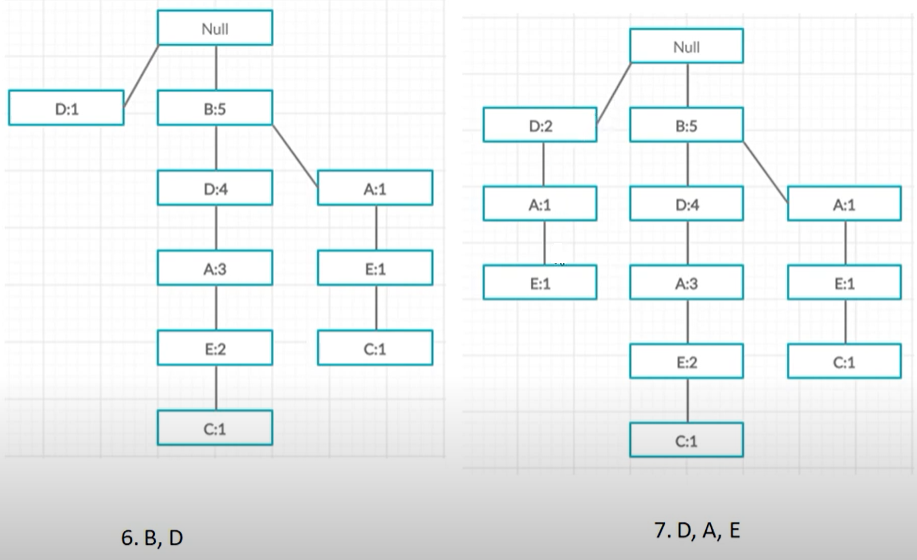 Null
D:1
B:5
D:4
A:1
A:3
E:1
E:2
C:1
C:1
6. B, D
Null
D:2
B:5
A:1
D:4
A:1
E:1
A:3
E:1
E:2
C:1
C:1
7. D, A, E